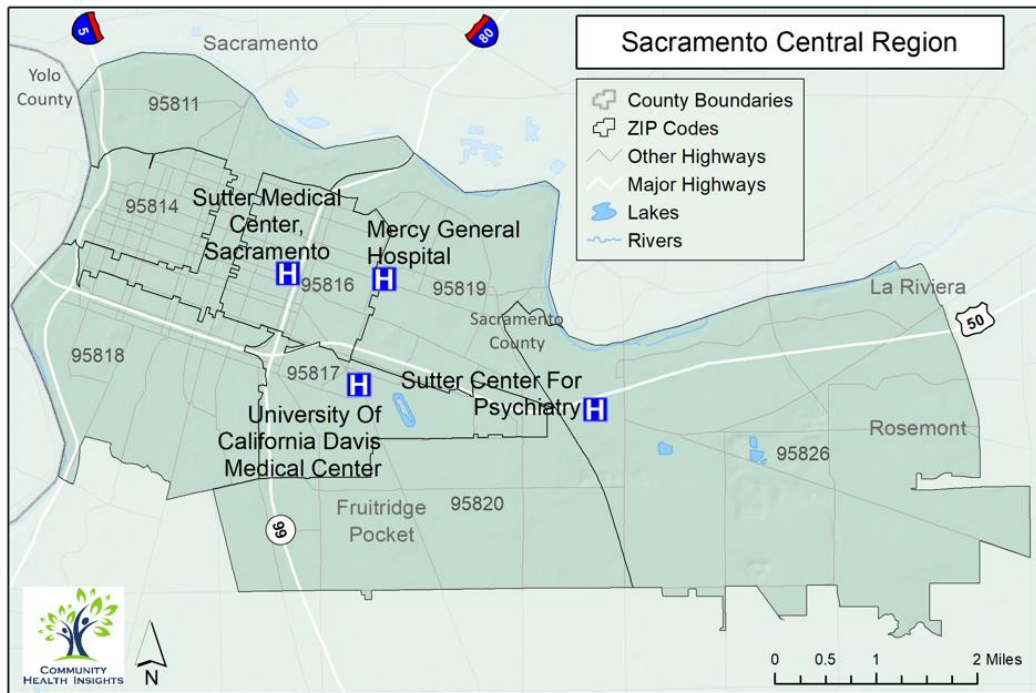 5
80
Sacramento
Sacramento Central Region
Yolo
County
County Boundaries
ZIP Codes
Other Highways
Major Highways
Lakes
Rivers
95811
95814
Sutter Medical
Center,
Sacramento
Mercy General
Hospital
H
H
95816
95819
La Riviera
Sacramento
County
50
95818
95817
H
Sutter Center For
Psychiatry
H
University Of
California Davis
Medical Center
Rosemont
95826
95820
Fruitridge
Pocket
99
COMMUNITY
HEALTH INSIGHTS
N
0 0.5 1 2 Miles